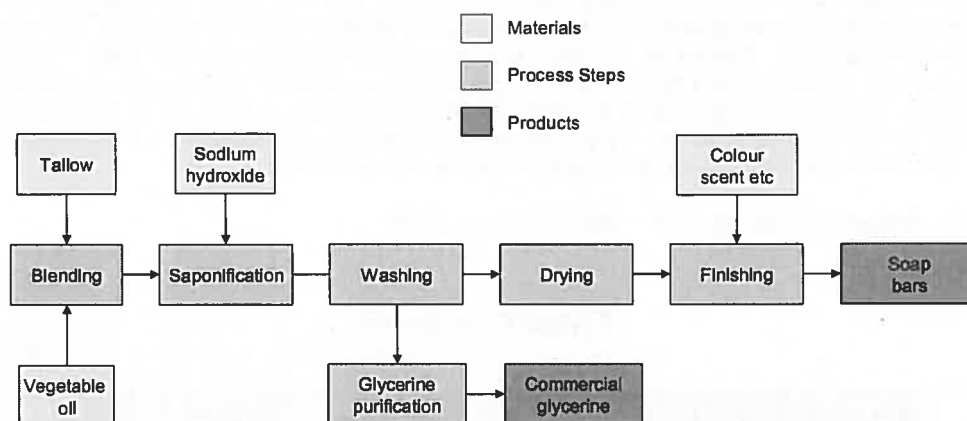 Materials
Process Steps
Products
Tallow
Sodium
hydroxide
Colour
scent etc
Blending
Saponification
Washing
Drying
Finishing
Soap
bars
Vegetable
oil
Glycerine
purification
Commercial
glycerine